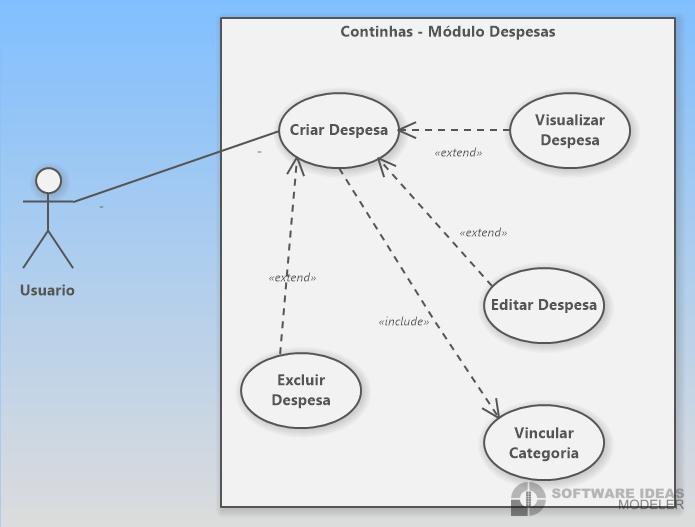 Continhas - Módulo Despesas
Criar Despesa
Visualizar
Despesa
«extend»
Usuario
«extend»
«extend»
Editar Despesa
«include»
Excluir
Despesa
Vincular
Categoria
SOFTWARE IDEAS
MODELER